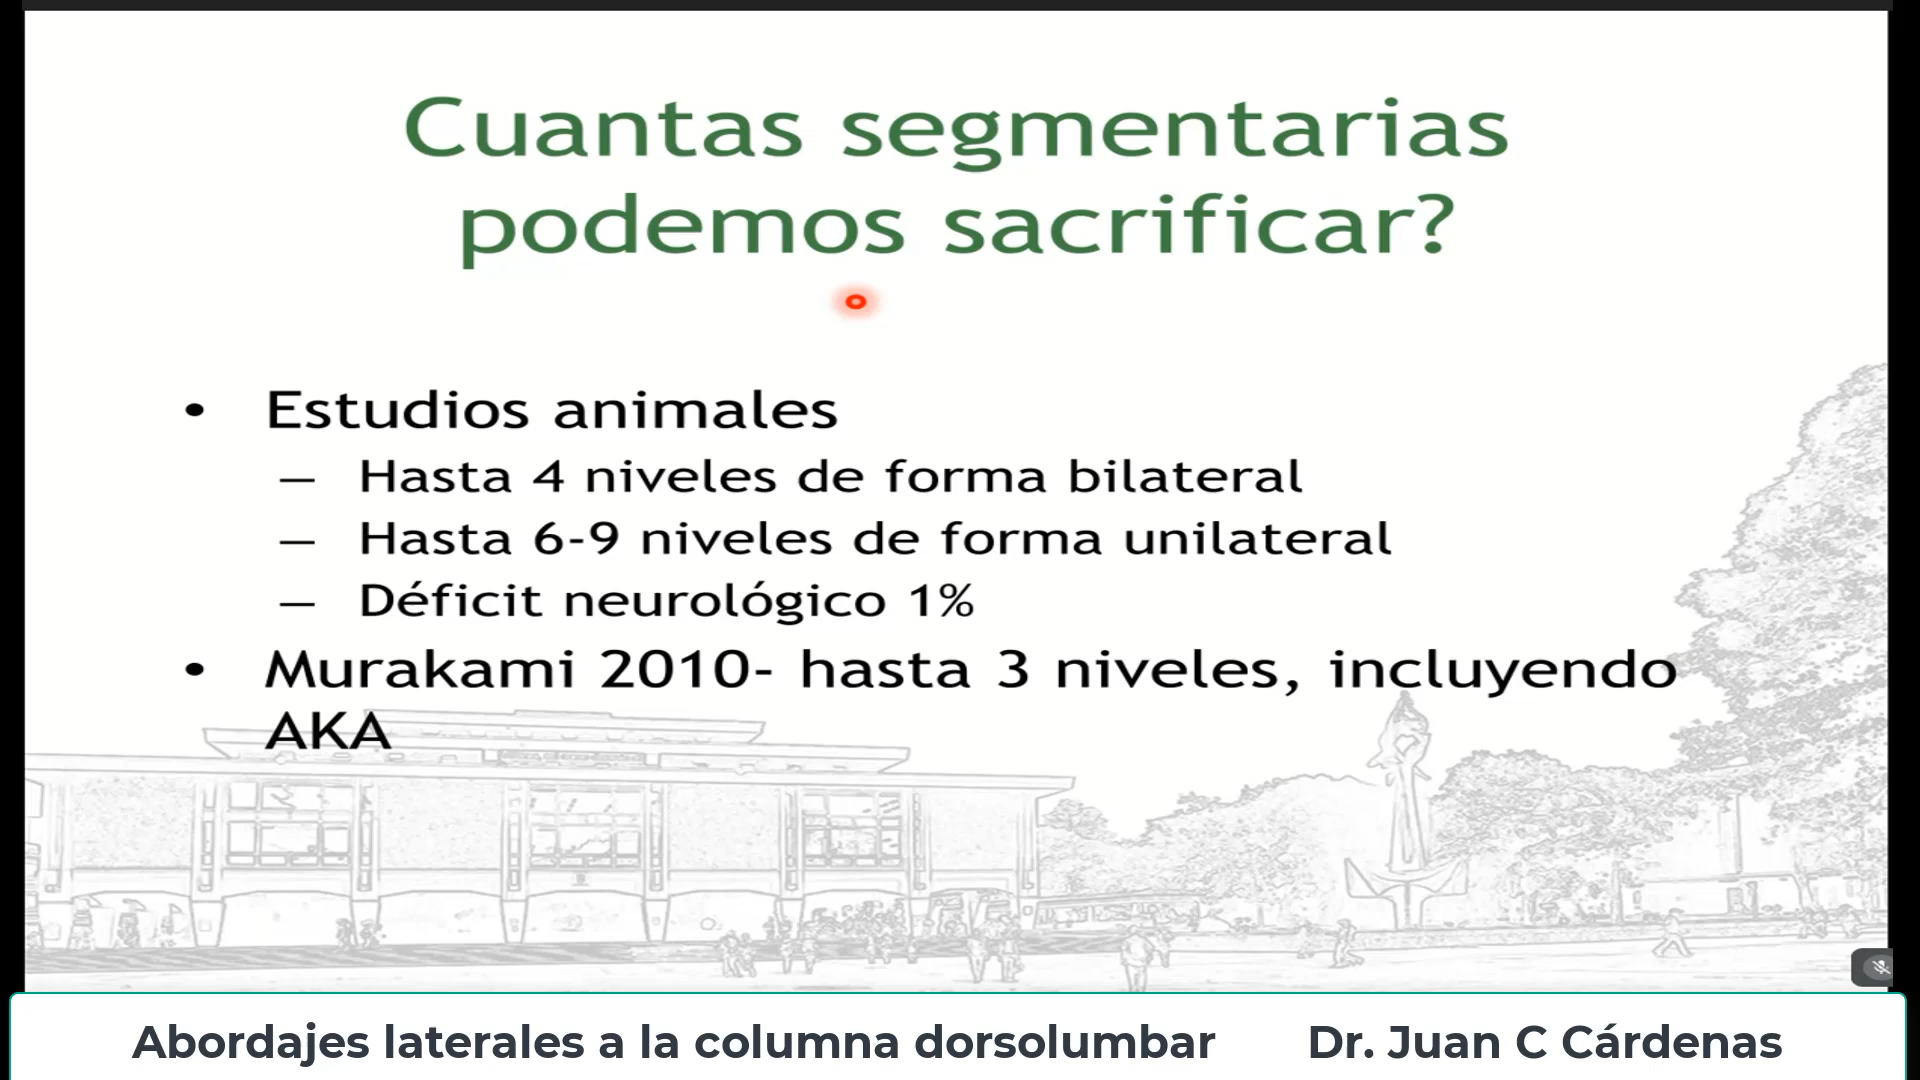 Cuantas segmentarias
podemos sacrificar?
• Estudios animales
– Hasta 4 niveles de forma bilateral
– Hasta 6-9 niveles de forma unilateral
– Déficit neurológico 1%
• Murakami 2010- hasta 3 niveles, incluyendo
AKA
Abordajes laterales a la columna dorsolumbar Dr. Juan C Cárdenas